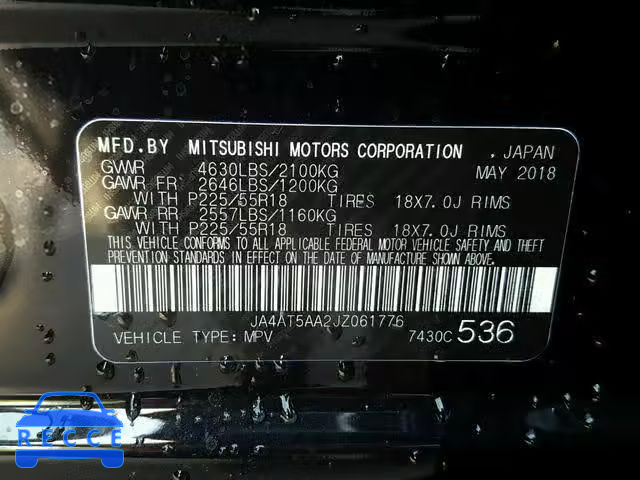 MFD.BY MITSUBISHI MOTORS CORPORATION , JAPAN
GVWR 4630LBS/2100KG MAY 2018
GAWR FR 2646LBS/1200KG
WITH P225/55R18 TIRES 18X7.0J RIMS
GAWR RR 2557LBS/1160KG
WITH P225/55R18 TIRES 18X7.0J RIMS
THIS VEHICLE CONFORMS TO ALL APPLICABLE FEDERAL MOTOR VEHICLE SAFETY AND THEFT
PREVENTION STANDARDS IN EFFECT ON THE DATE OF MANUFACTURE SHOWN ABOVE.
JA4AT5AA2JZ061776
VEHICLE TYPE: MPV 7430C 536
RECCE